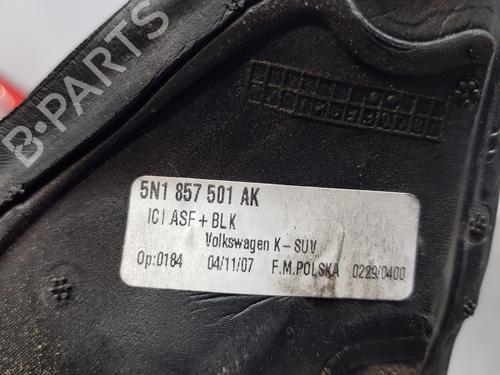 B-PARTS
5N1 857 501 AK
ICI ASF + BLK
Volkswagen K-SUV
Op:0184 04/11/07 F.M.POLSKA 0229/0400